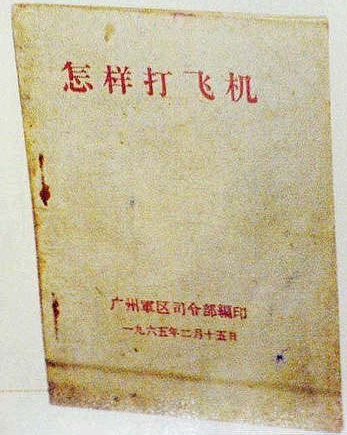 怎样打飞机
广州軍区司令部編印
一九六五年二月十五日